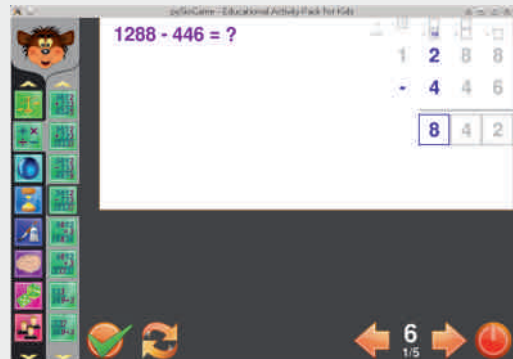 pySioGame - Educational Activity Pack for Kids
1288 - 446 = ?
1 2 8 8
- 4 4 6
8 4 2
6
1/5